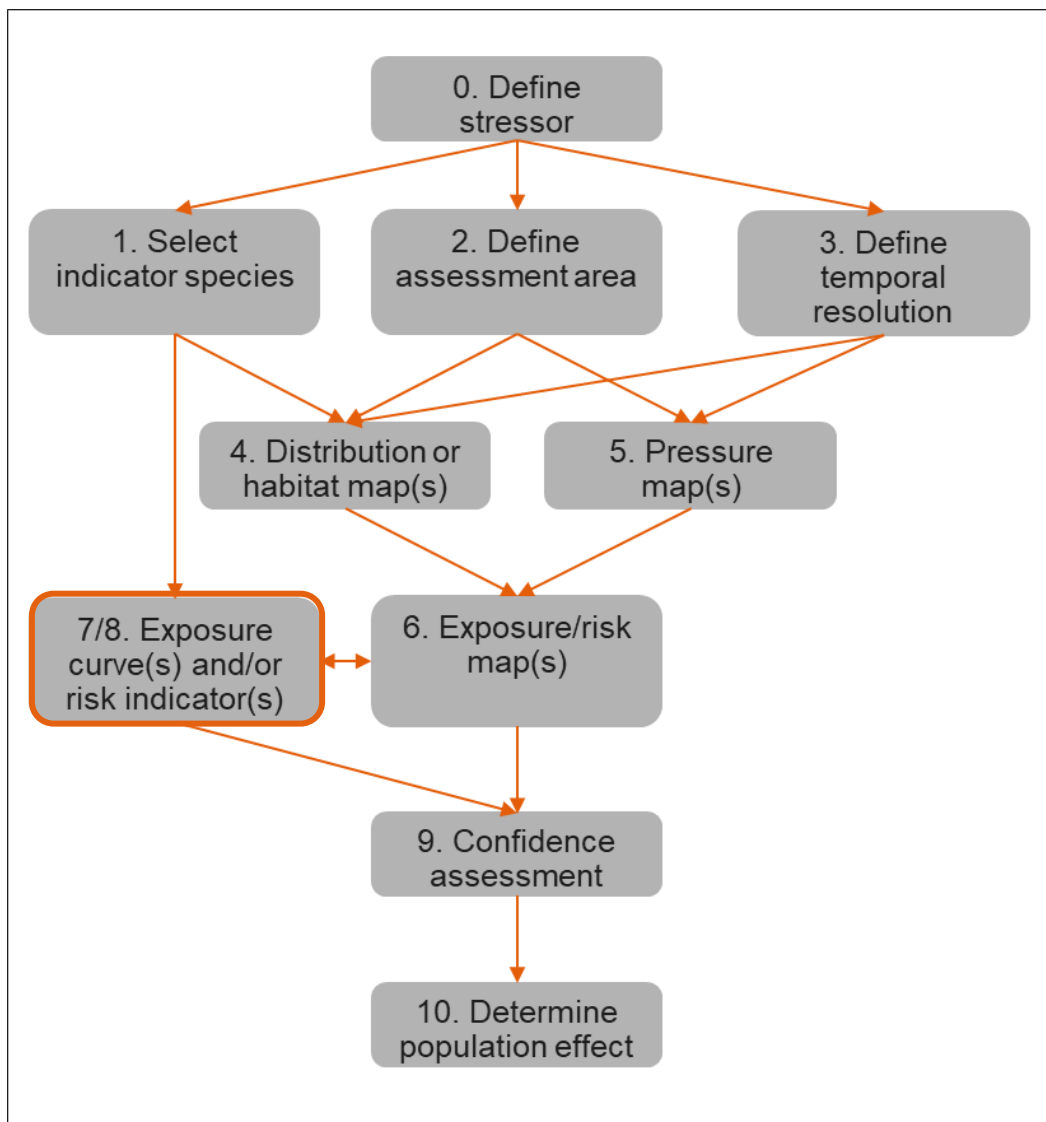 0. Define
stressor
1. Select
indicator species
2. Define
assessment area
3. Define
temporal
resolution
4. Distribution or
habitat map(s)
5. Pressure
map(s)
7/8. Exposure
curve(s) and/or
risk indicator(s)
6. Exposure/risk
map(s)
9. Confidence
assessment
10. Determine
population effect